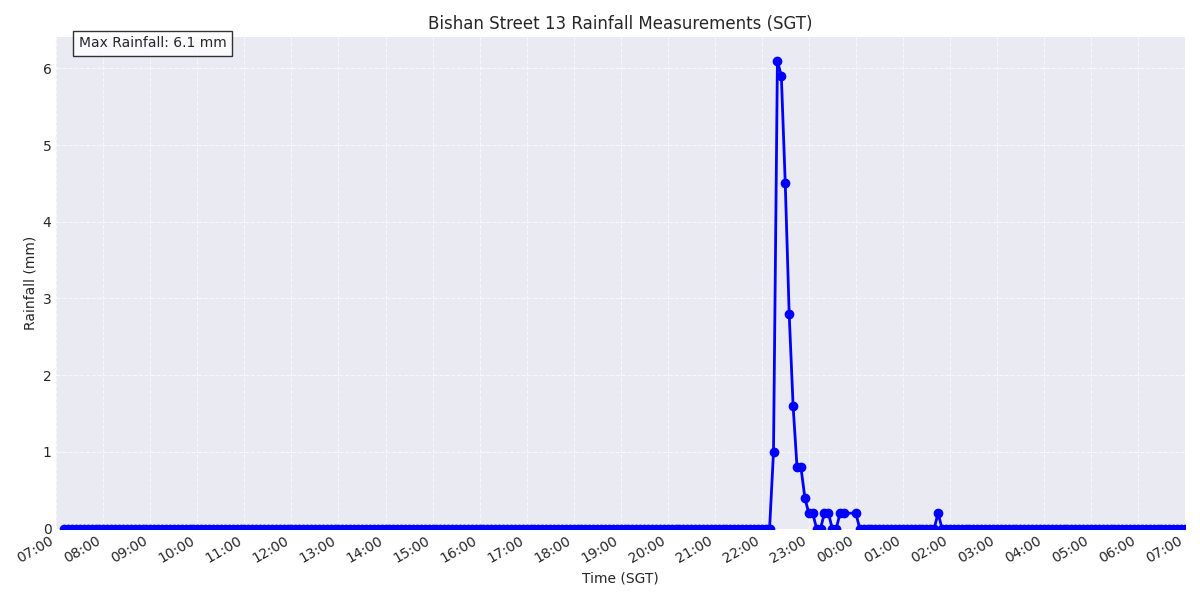 Bishan Street 13 Rainfall Measurements (SGT)
Max Rainfall: 6.1 mm
6
5
4
3
2
1
0
Rainfall (mm)
07:00 08:00 09:00 10:00 11:00 12:00 13:00 14:00 15:00 16:00 17:00 18:00 19:00 20:00 21:00 22:00 23:00 00:00 01:00 02:00 03:00 04:00 05:00 06:00 07:00
Time (SGT)